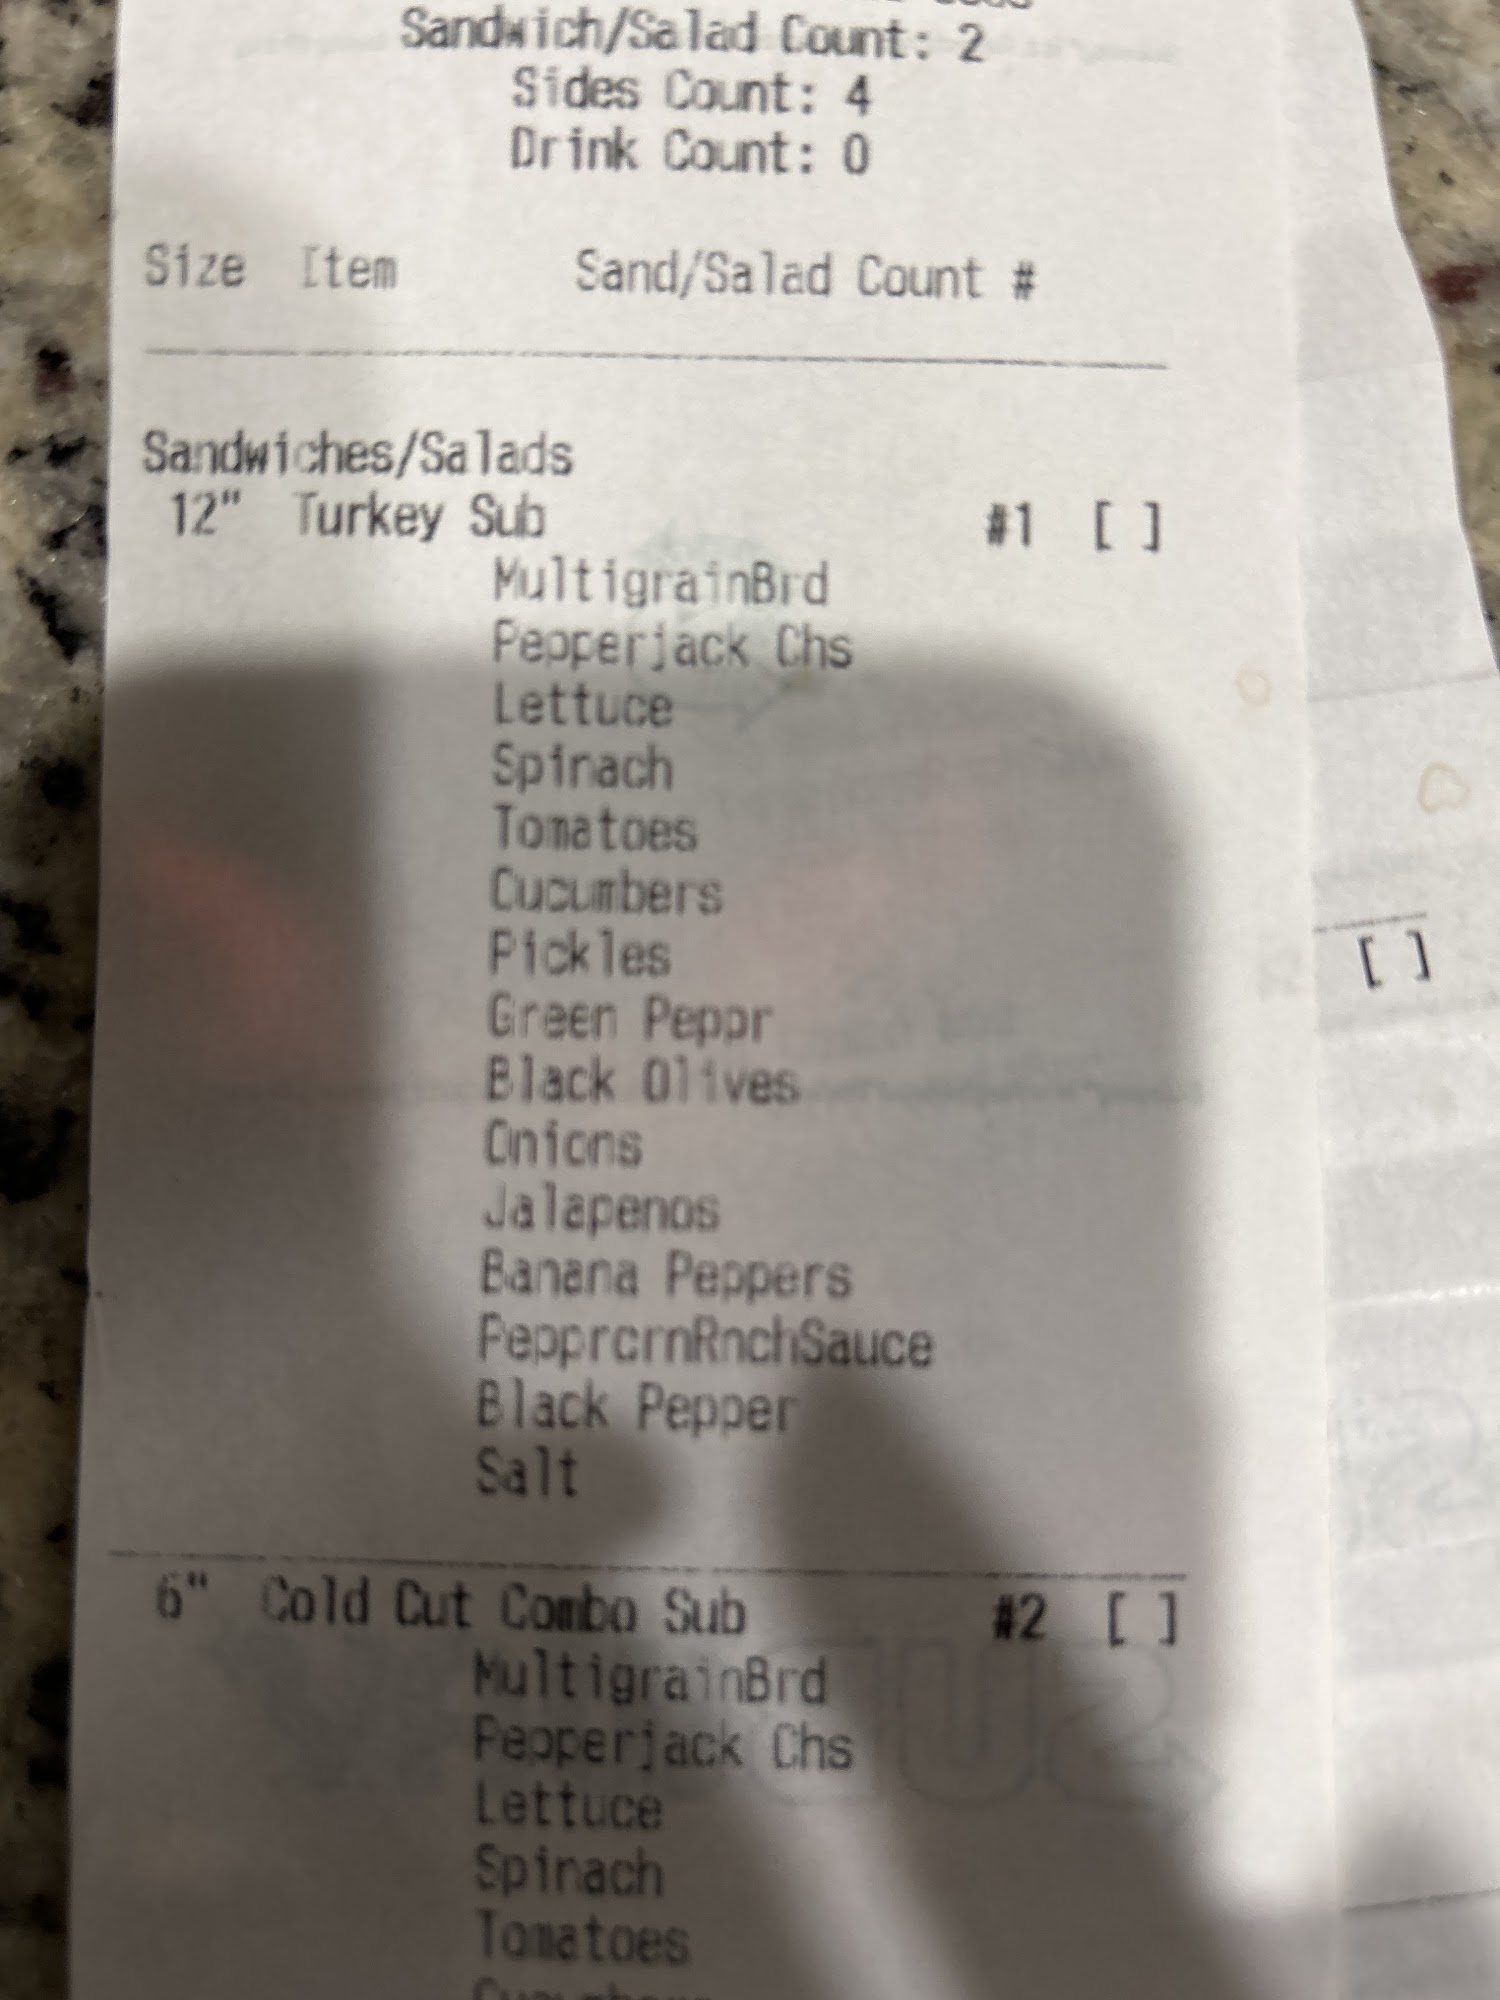 Sandwich/Salad Count: 2
Sides Count: 4
Drink Count: 0
Size Item Sand/Salad Count #
Sandwiches/Salads
12" Turkey Sub #1 [ ]
MultigrainBrd
Pepperjack Chs
Lettuce
Spinach
Tomatoes
Cucumbers
Pickles
Green Peppr
Black Olives
Onions
Jalapenos
Banana Peppers
PepprcrnRnchSauce
Black Pepper
Salt
6" Cold Cut Combo Sub #2 [ ]
MultigrainBrd
Pepperjack Chs
Lettuce
Spinach
Tomatoes
[ ]